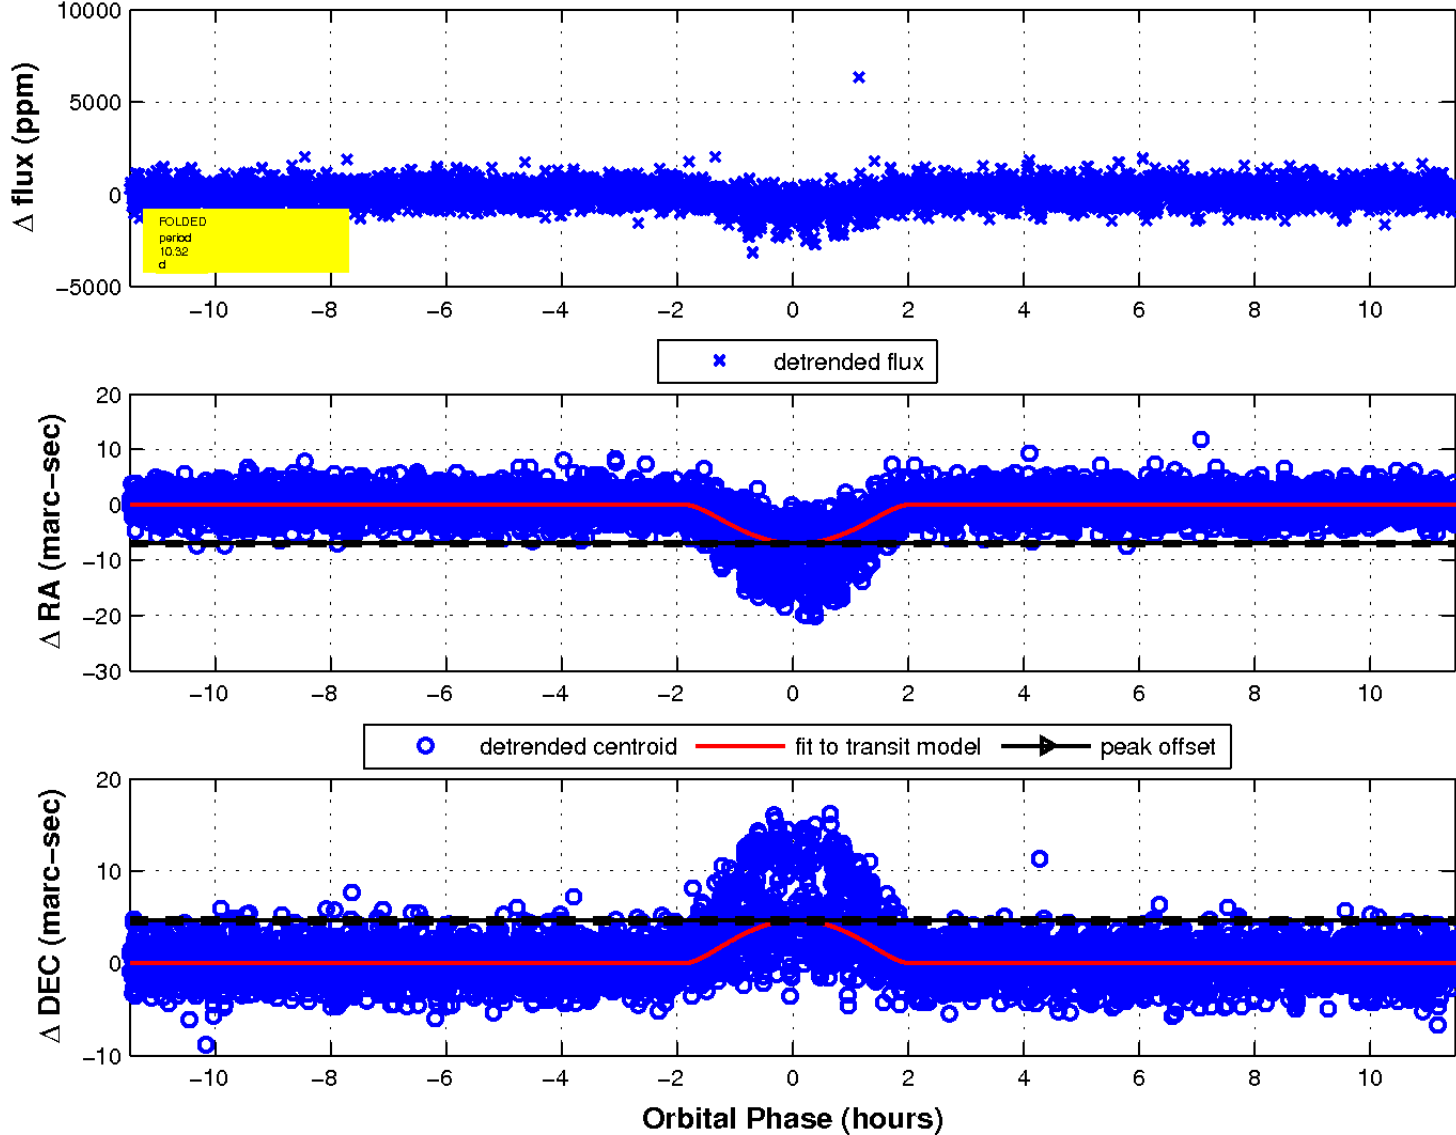 10000
5000
0
−5000
Δ flux (ppm)
FOLDED
period
10.32
d
−10 −8 −6 −4 −2 0 2 4 6 8 10
detrended flux
20
10
0
−10
−20
−30
Δ RA (marc−sec)
−10 −8 −6 −4 −2 0 2 4 6 8 10
detrended centroid fit to transit model peak offset
20
10
0
−10
Δ DEC (marc−sec)
−10 −8 −6 −4 −2 0 2 4 6 8 10
Orbital Phase (hours)